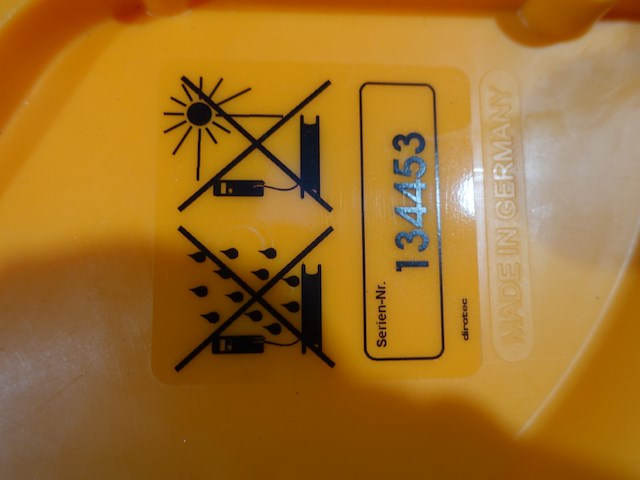 Serien-Nr. 134453
dirotec
MADE IN GERMANY